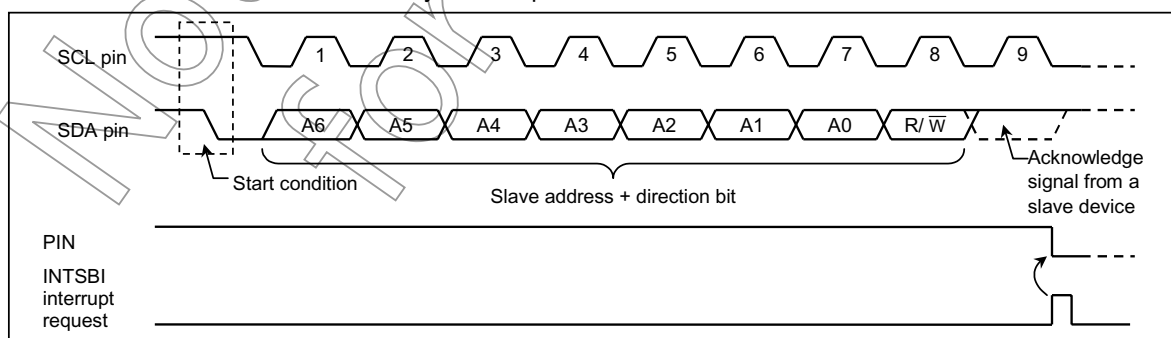 SCL pin 1 2 3 4 5 6 7 8 9
SDA pin A6 A5 A4 A3 A2 A1 A0 R/ W̅
Start condition
Slave address + direction bit
Acknowledge
signal from a
slave device
PIN
INTSBI
interrupt
request